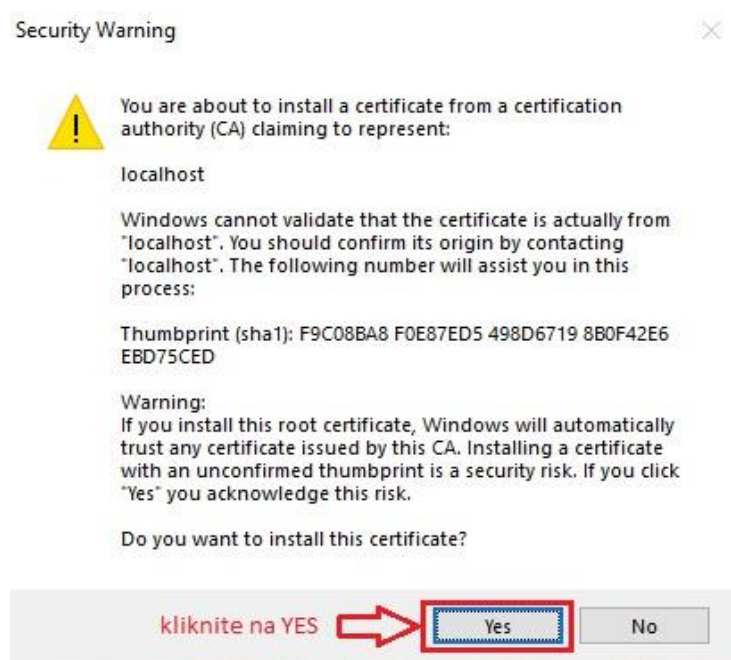 Security Warning
You are about to install a certificate from a certification
authority (CA) claiming to represent:
localhost
Windows cannot validate that the certificate is actually from
"localhost". You should confirm its origin by contacting
"localhost". The following number will assist you in this
process:
Thumbprint (sha1): F9C08BA8 F0E87ED5 498D6719 8B0F42E6
EBD75CED
Warning:
If you install this root certificate, Windows will automatically
trust any certificate issued by this CA. Installing a certificate
with an unconfirmed thumbprint is a security risk. If you click
"Yes" you acknowledge this risk.
Do you want to install this certificate?
kliknite na YES Yes No